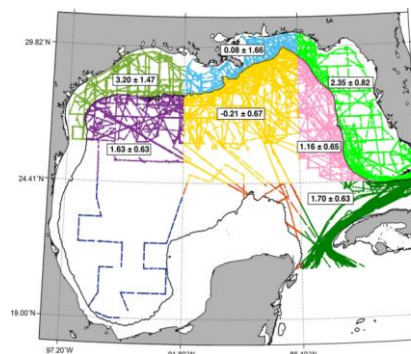 29.82°N
0.08 ± 1.66
3.20 ± 1.47
2.35 ± 0.82
-0.21 ± 0.67
1.63 ± 0.63
1.16 ± 0.65
24.41°N
1.70 ± 0.63
19.00°N
97.20°W